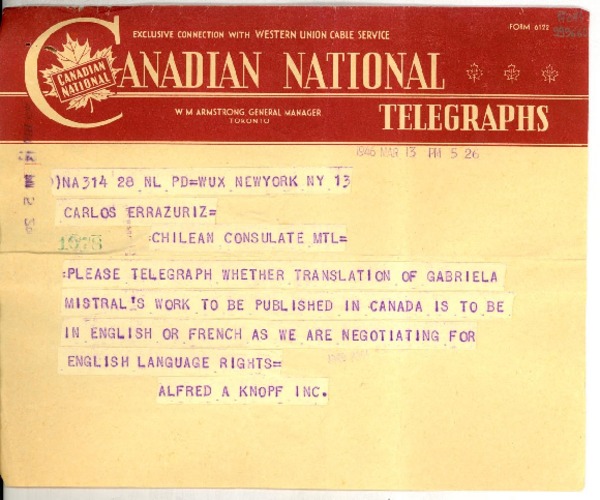 FORM 6122
EXCLUSIVE CONNECTION WITH WESTERN UNION CABLE SERVICE
CANADIAN NATIONAL
CANADIAN NATIONAL
W M ARMSTRONG, GENERAL MANAGER
TORONTO
TELEGRAPHS
1946 MAR 13 PM 5 26
)NA314 28 NL PD=WUX NEWYORK NY 13
CARLOS ERRAZURIZ=
1578
:CHILEAN CONSULATE MTL=
:PLEASE TELEGRAPH WHETHER TRANSLATION OF GABRIELA
MISTRAL'S WORK TO BE PUBLISHED IN CANADA IS TO BE
IN ENGLISH OR FRENCH AS WE ARE NEGOTIATING FOR
ENGLISH LANGUAGE RIGHTS=
ALFRED A KNOPF INC.